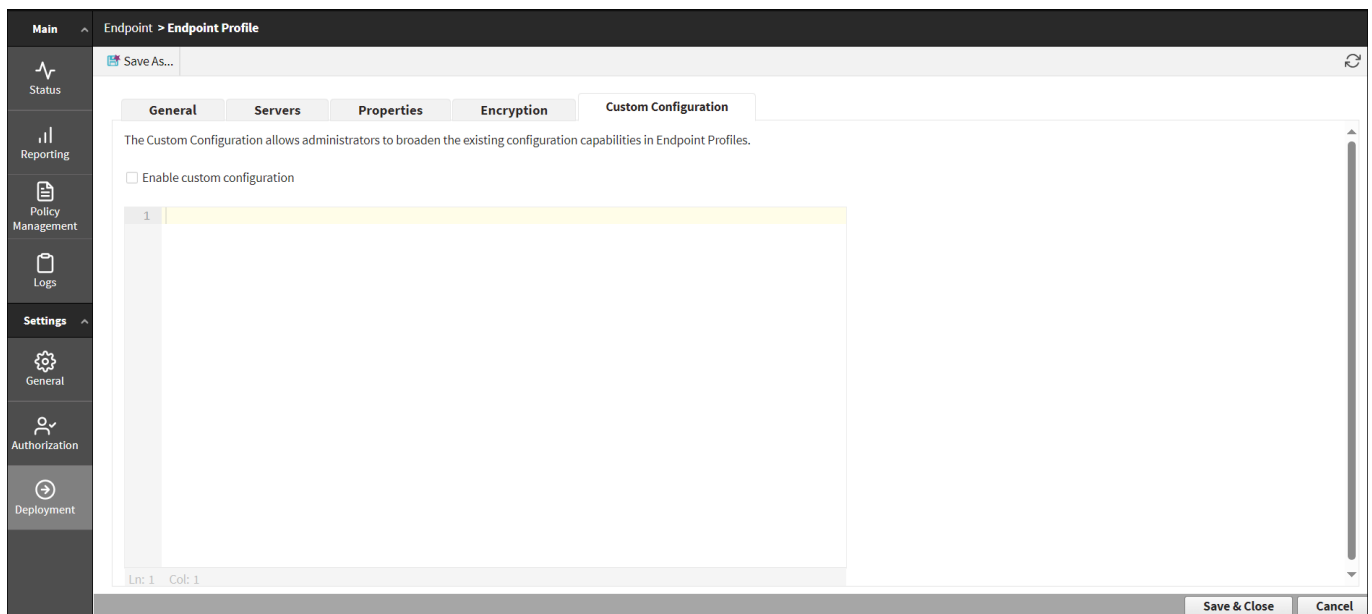 Main
Endpoint > Endpoint Profile
Save As...
Status
Reporting
Policy
Management
Logs
Settings
General
Authorization
Deployment
General Servers Properties Encryption Custom Configuration
The Custom Configuration allows administrators to broaden the existing configuration capabilities in Endpoint Profiles.
Enable custom configuration
1
Ln: 1 Col: 1
Save & Close Cancel